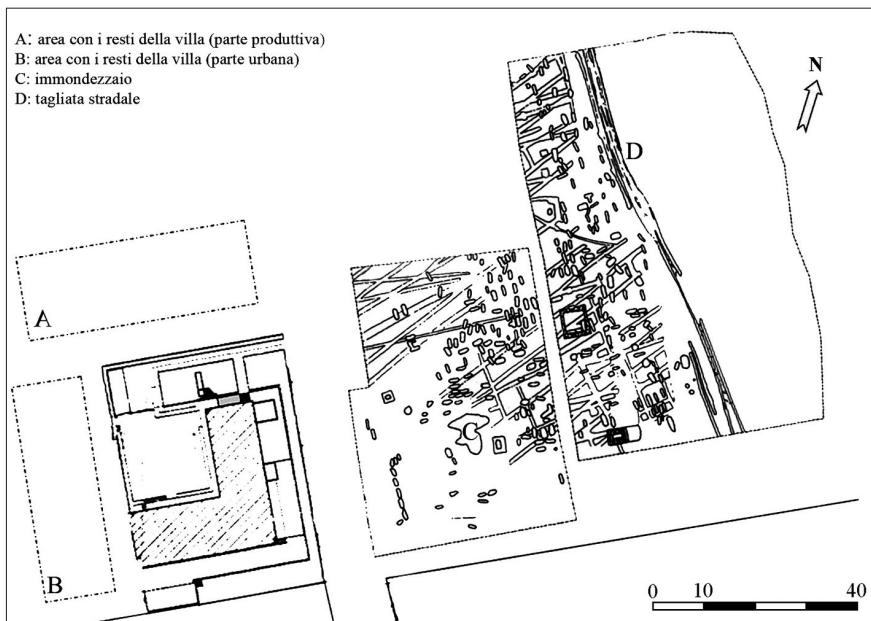 A: area con i resti della villa (parte produttiva)
B: area con i resti della villa (parte urbana)
C: immondezzaio
D: tagliata stradale
N
D
A
C
B
0 10 40